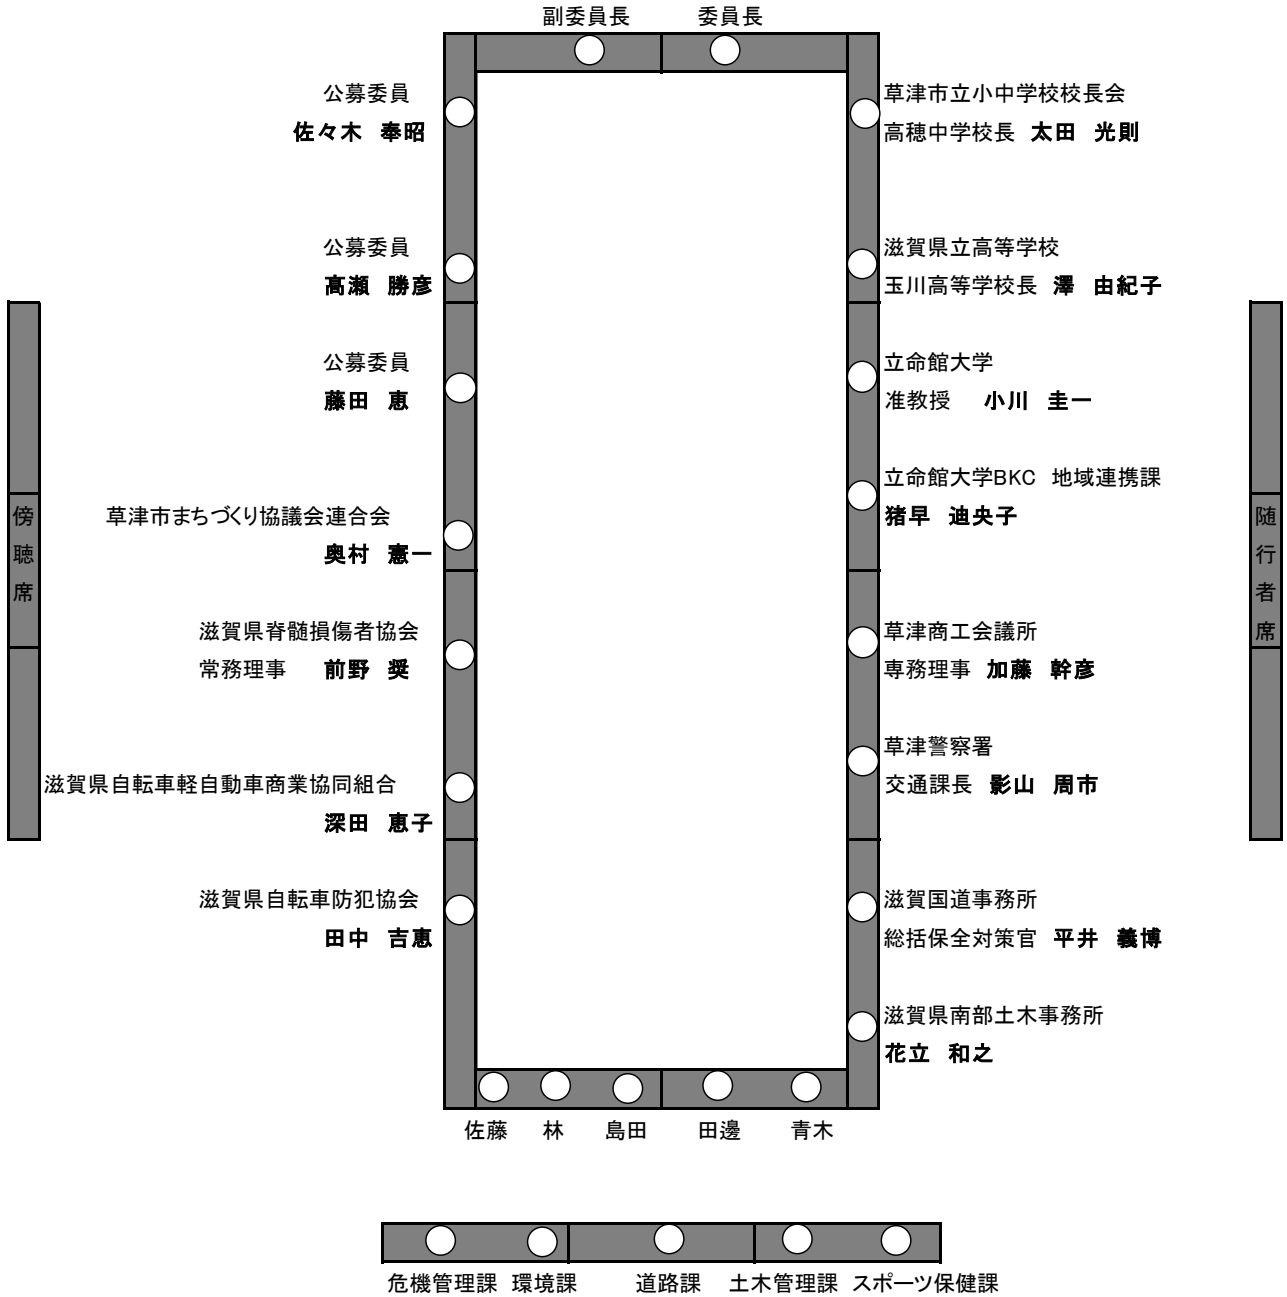 副委員長 委員長
公募委員
佐々木 奉昭
草津市立小中学校校長会
高穂中学校長 太田 光則
公募委員
髙瀬 勝彦
滋賀県立高等学校
玉川高等学校長 澤 由紀子
公募委員
藤田 恵
立命館大学
准教授 小川 圭一
立命館大学BKC 地域連携課
猪早 迪央子
草津市まちづくり協議会連合会
奥村 憲一
滋賀県脊髄損傷者協会
常務理事 前野 奨
草津商工会議所
専務理事 加藤 幹彦
草津警察署
交通課長 影山 周市
滋賀県自転車軽自動車商業協同組合
深田 恵子
滋賀県自転車防犯協会
田中 吉恵
滋賀国道事務所
総括保全対策官 平井 義博
滋賀県南部土木事務所
花立 和之
傍聴席
随行者席
佐藤 林 島田 田邊 青木
危機管理課 環境課 道路課 土木管理課 スポーツ保健課